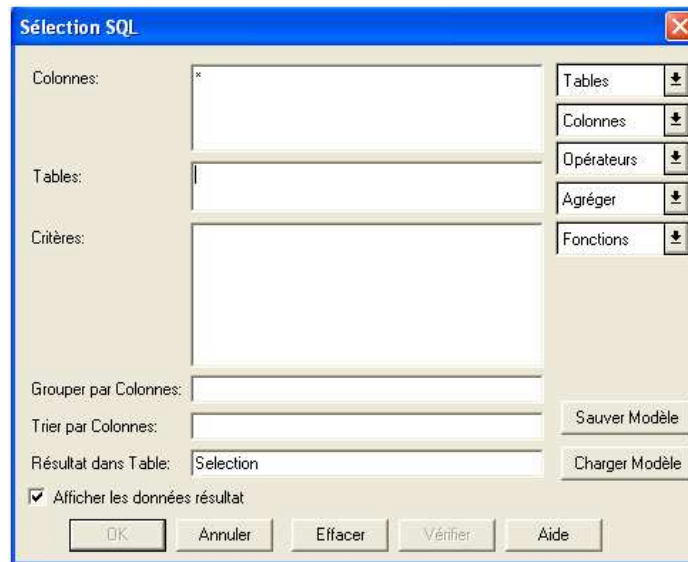 Sélection SQL
Colonnes:
*
Tables
Colonnes
Opérateurs
Tables:
Agréger
Critères:
Fonctions
Grouper par Colonnes:
Trier par Colonnes:
Sauver Modèle
Résultat dans Table:
Selection
Charger Modèle
Afficher les données résultat
OK
Annuler
Effacer
Vérifier
Aide